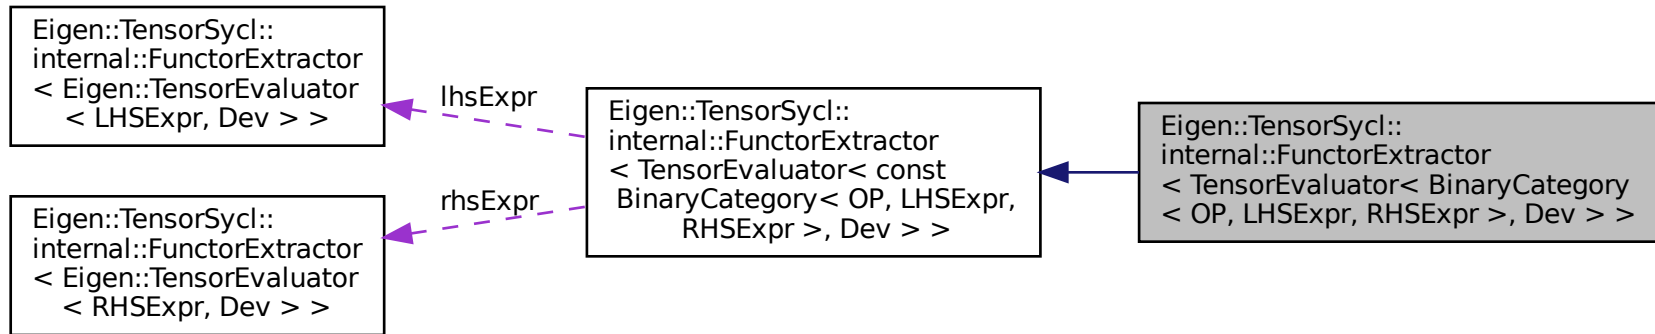 Eigen::TensorSycl::
internal::FunctorExtractor
< Eigen::TensorEvaluator
< LHSExpr, Dev > >
lhsExpr
Eigen::TensorSycl::
internal::FunctorExtractor
< Eigen::TensorEvaluator
< RHSExpr, Dev > >
rhsExpr
Eigen::TensorSycl::
internal::FunctorExtractor
< TensorEvaluator< const
BinaryCategory< OP, LHSExpr,
RHSExpr >, Dev > >
Eigen::TensorSycl::
internal::FunctorExtractor
< TensorEvaluator< BinaryCategory
< OP, LHSExpr, RHSExpr >, Dev > >